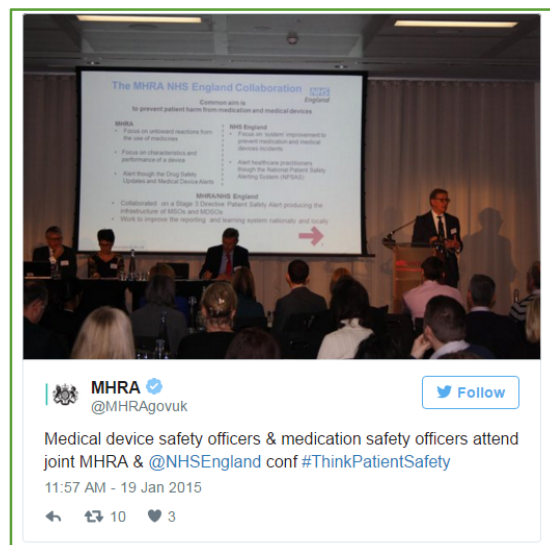 The MHRA NHS England Collaboration
NHS
England
Common aim is
to prevent patient harm from medication and medical devices
MHRA
• Focus on untoward reactions from
the use of medicines
• Focus on characteristics and
performance of a device
• Alert though the Drug Safety
Updates and Medical Device Alerts
NHS England
• Focus on 'system' improvement to
prevent medication and medical
devices incidents
• Alert healthcare practitioners
though the National Patient Safety
Alerting System (NPSAS)
MHRA/NHS England
• Collaborated on a Stage 3 Directive Patient Safety Alert producing the
infrastructure of MSOs and MDSOs
• Work to improve the reporting and learning system nationally and locally
MHRA
@MHRAgovuk
Follow
Medical device safety officers & medication safety officers attend
joint MHRA & @NHSEngland conf #ThinkPatientSafety
11:57 AM - 19 Jan 2015
10 3